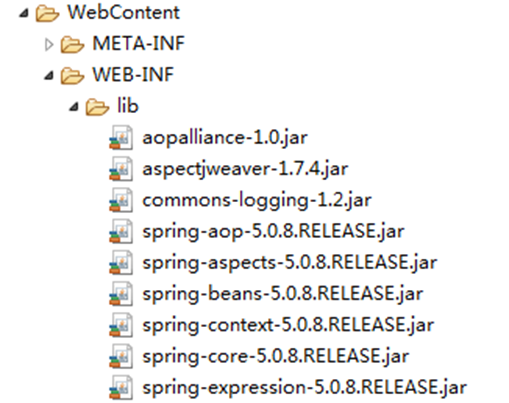 WebContent
META-INF
WEB-INF
lib
aopalliance-1.0.jar
aspectjweaver-1.7.4.jar
commons-logging-1.2.jar
spring-aop-5.0.8.RELEASE.jar
spring-aspects-5.0.8.RELEASE.jar
spring-beans-5.0.8.RELEASE.jar
spring-context-5.0.8.RELEASE.jar
spring-core-5.0.8.RELEASE.jar
spring-expression-5.0.8.RELEASE.jar